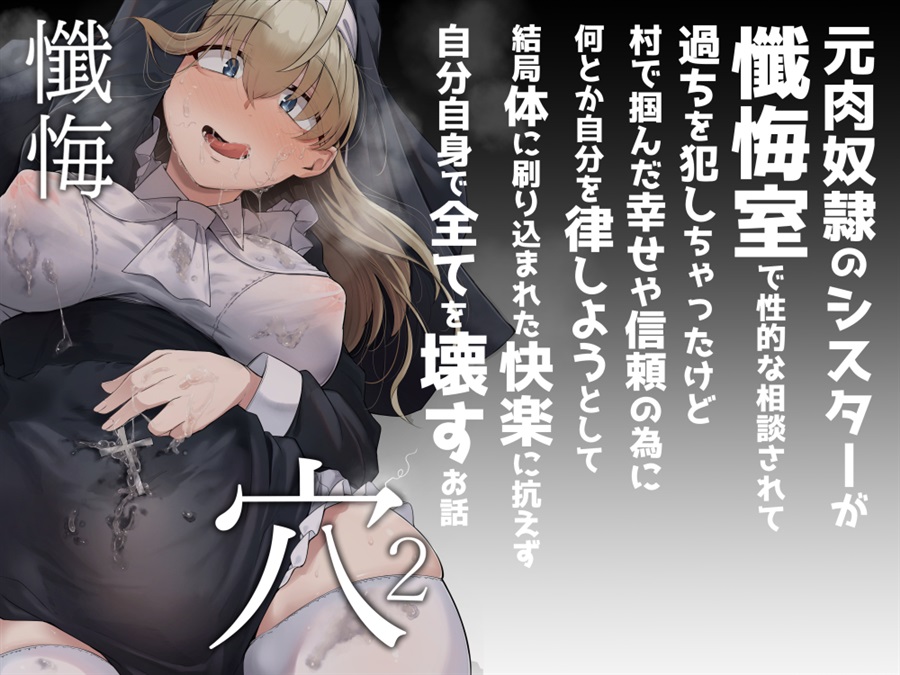 元肉奴隷のシスターが
懺悔室で性的な相談されて
過ちを犯しちゃったけど
村で掴んだ幸せや信頼の為に
何とか自分を律しようとして
結局体に刷り込まれた快楽に抗えず
自分自身で全てを壊すお話
懺悔
穴2